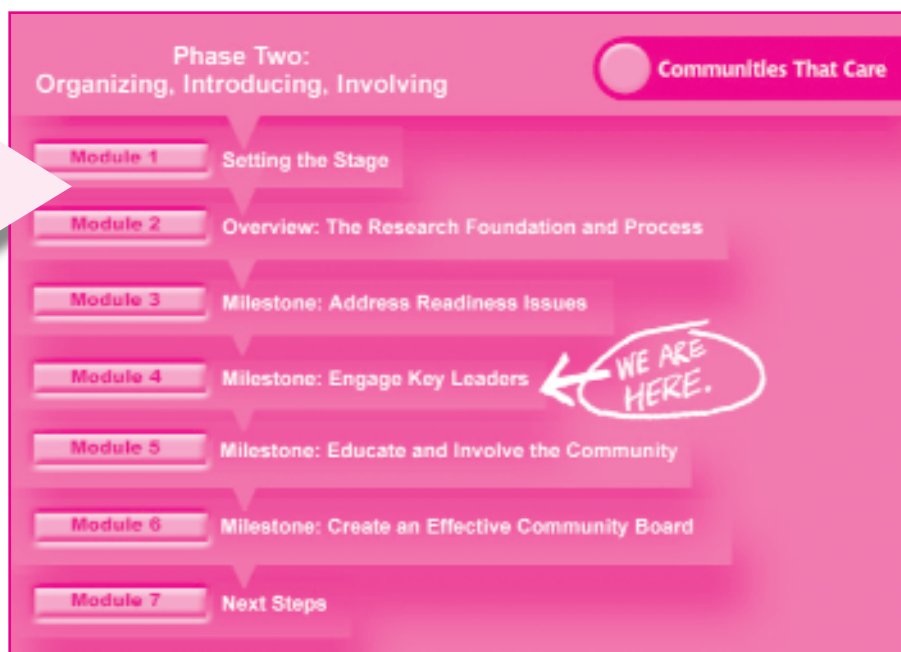 Phase Two:
Organizing, Introducing, Involving
Communities That Care
Module 1 Setting the Stage
Module 2 Overview: The Research Foundation and Process
Module 3 Milestone: Address Readiness Issues
Module 4 Milestone: Engage Key Leaders
WE ARE
HERE.
Module 5 Milestone: Educate and Involve the Community
Module 6 Milestone: Create an Effective Community Board
Module 7 Next Steps